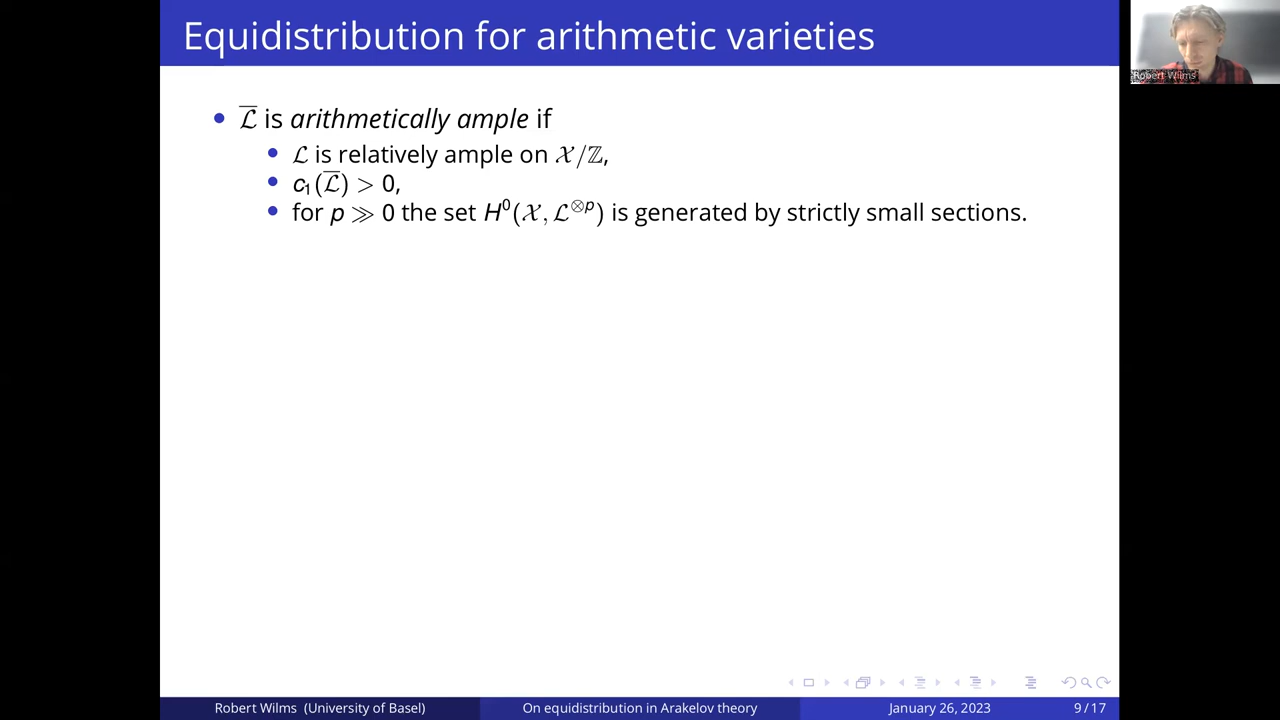 Equidistribution for arithmetic varieties
Robert Wilms
• \overline{ℒ} is arithmetically ample if
• ℒ is relatively ample on 𝒳/ℤ,
• c₁(\overline{ℒ}) > 0,
• for p ≫ 0 the set H⁰(𝒳, ℒ^{⊗p}) is generated by strictly small sections.
Robert Wilms (University of Basel) On equidistribution in Arakelov theory January 26, 2023 9 / 17